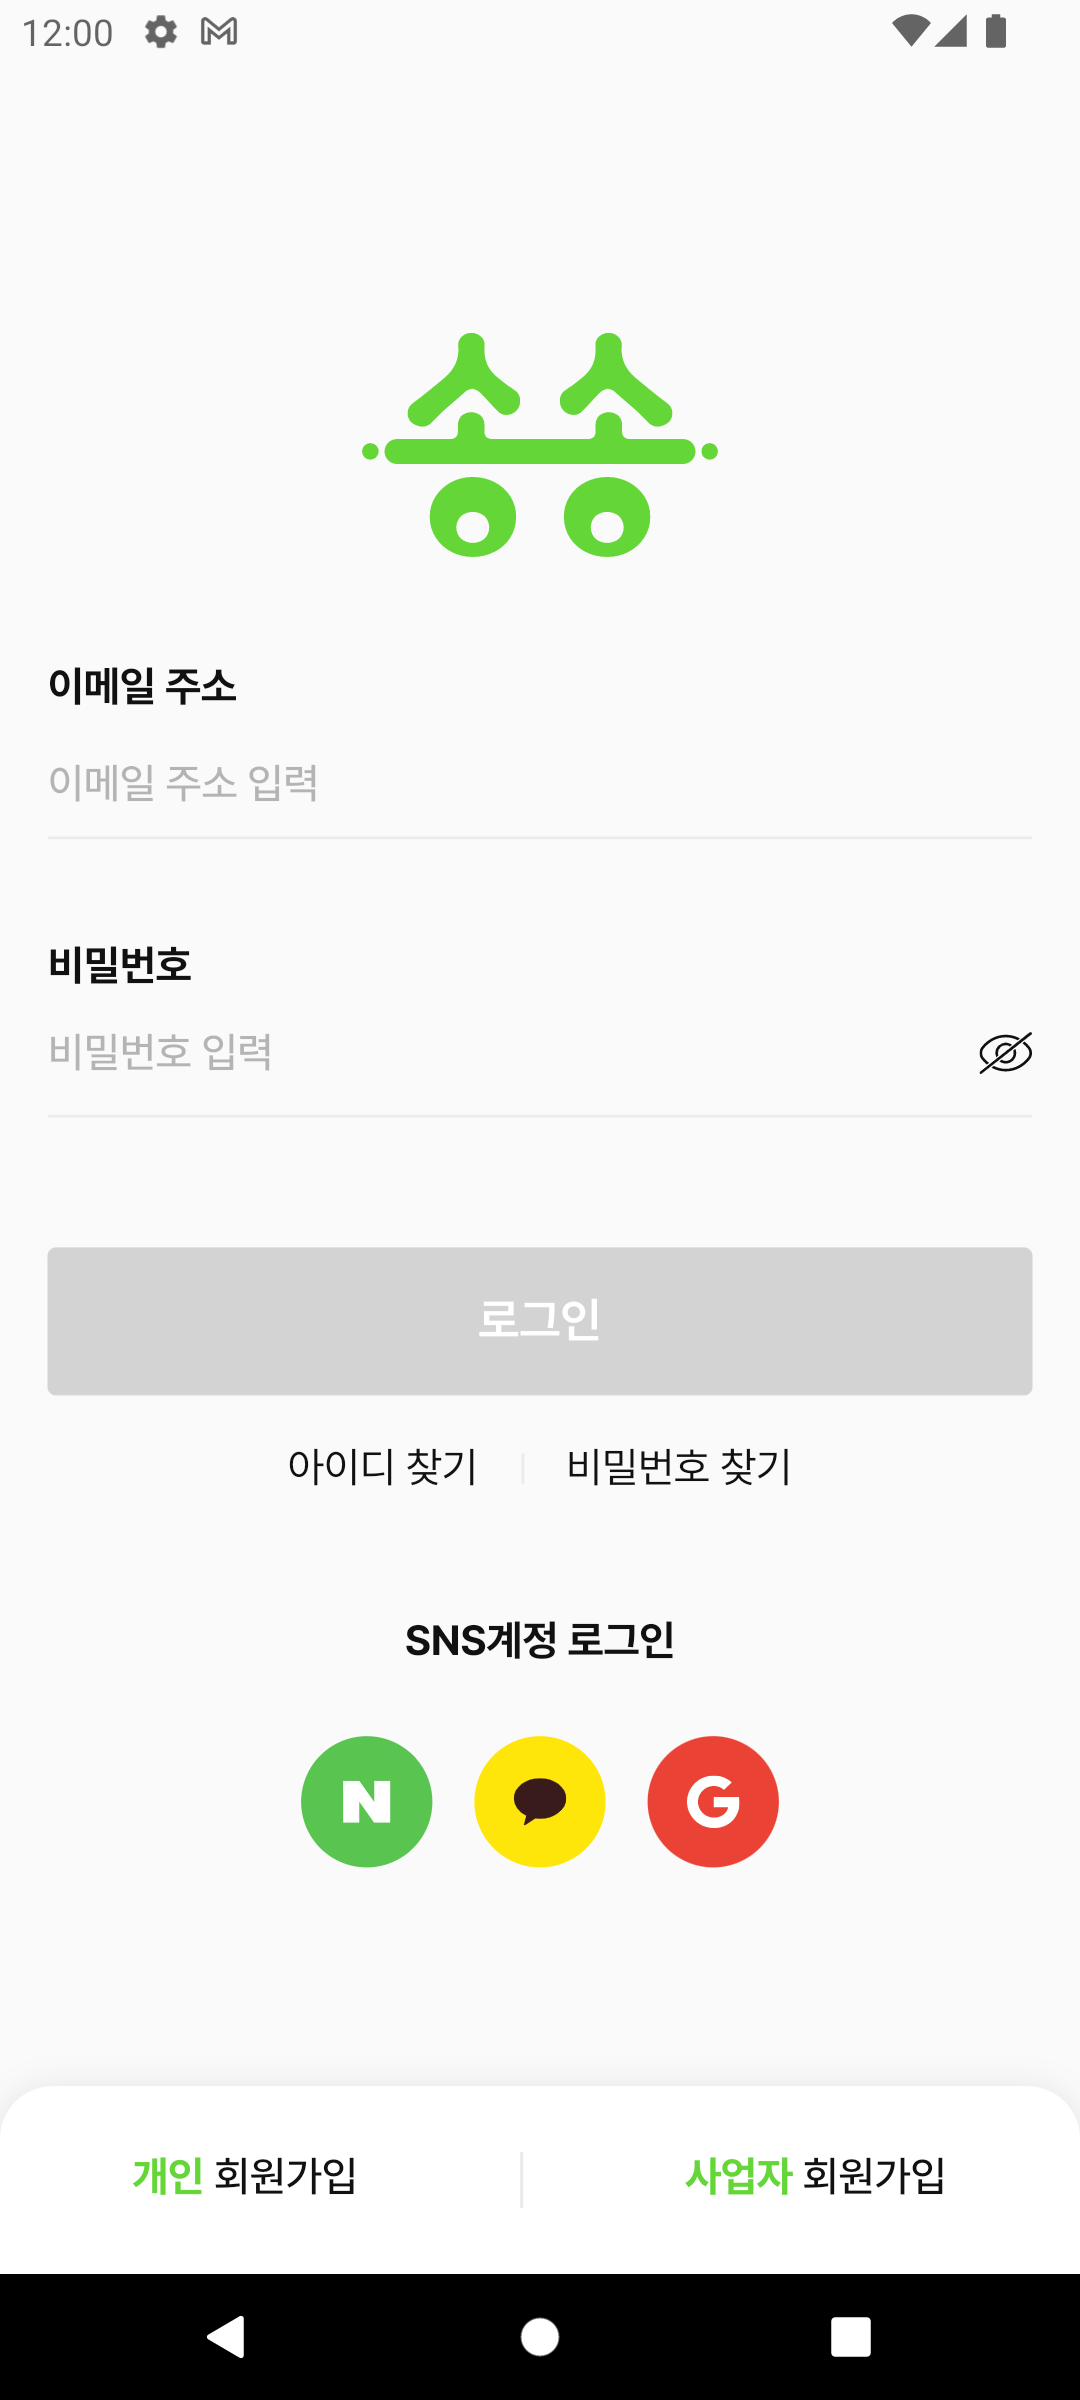 12:00
소소
이메일 주소
이메일 주소 입력
비밀번호
비밀번호 입력
로그인
아이디 찾기
비밀번호 찾기
SNS계정 로그인
N
G
개인 회원가입
사업자 회원가입